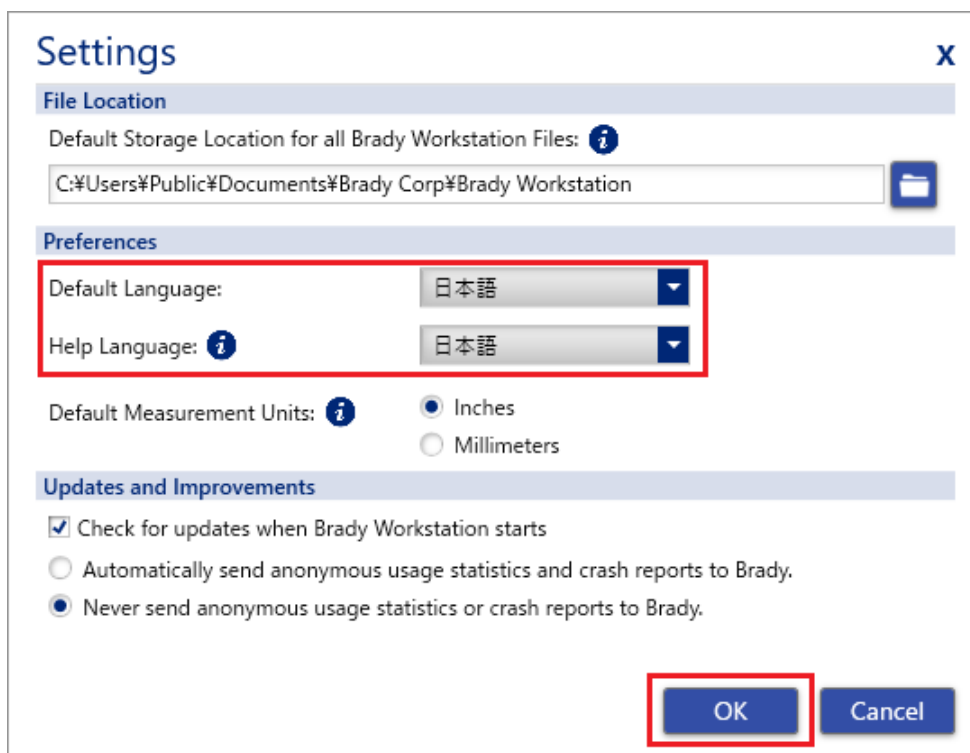 Settings
X
File Location
Default Storage Location for all Brady Workstation Files:
C:¥Users¥Public¥Documents¥Brady Corp¥Brady Workstation
Preferences
Default Language: 日本語
Help Language: 日本語
Default Measurement Units: Inches
Millimeters
Updates and Improvements
Check for updates when Brady Workstation starts
Automatically send anonymous usage statistics and crash reports to Brady.
Never send anonymous usage statistics or crash reports to Brady.
OK Cancel